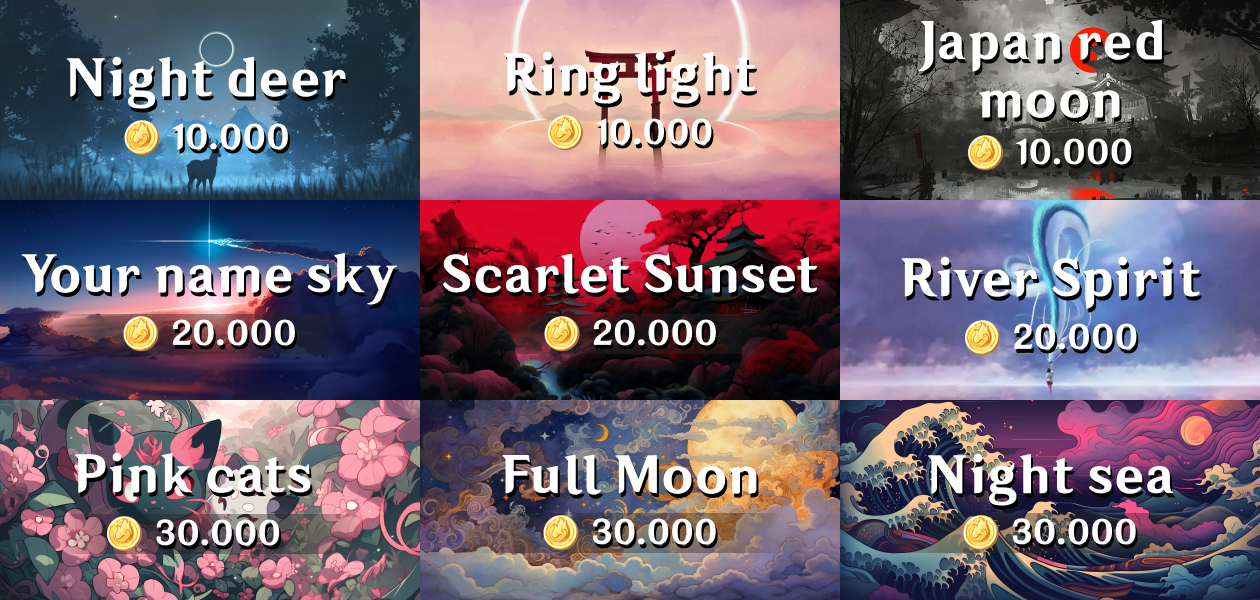 Night deer
10.000
Ring light
10.000
Japan red
moon
10.000
Your name sky
20.000
Scarlet Sunset
20.000
River Spirit
20.000
Pink cats
30.000
Full Moon
30.000
Night sea
30.000